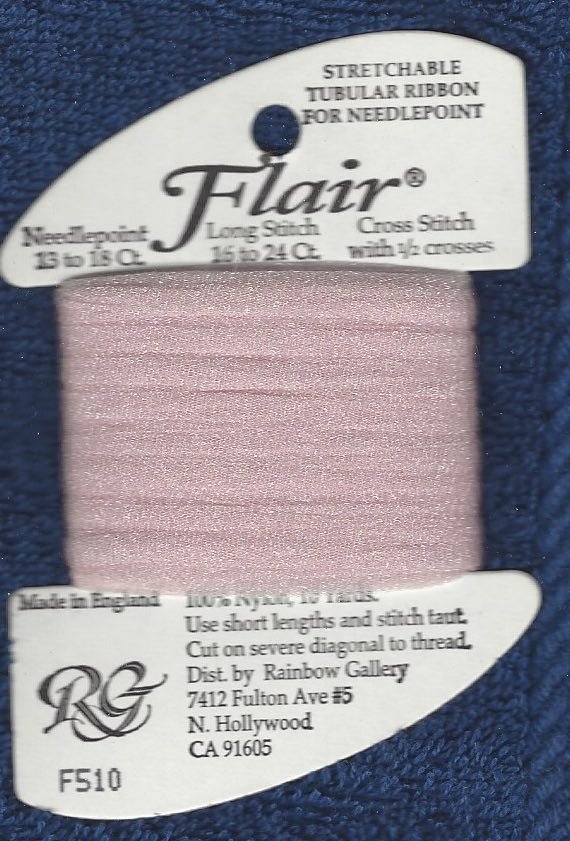 STRETCHABLE
TUBULAR RIBBON
FOR NEEDLEPOINT
Flair®
Needlepoint
13 to 18 Ct.
Long Stitch
16 to 24 Ct.
Cross Stitch
with 1/2 crosses
Made in England
100% Nylon, 10 Yards.
Use short lengths and stitch taut.
Cut on severe diagonal to thread.
Dist. by Rainbow Gallery
7412 Fulton Ave #5
N. Hollywood
CA 91605
RG
F510